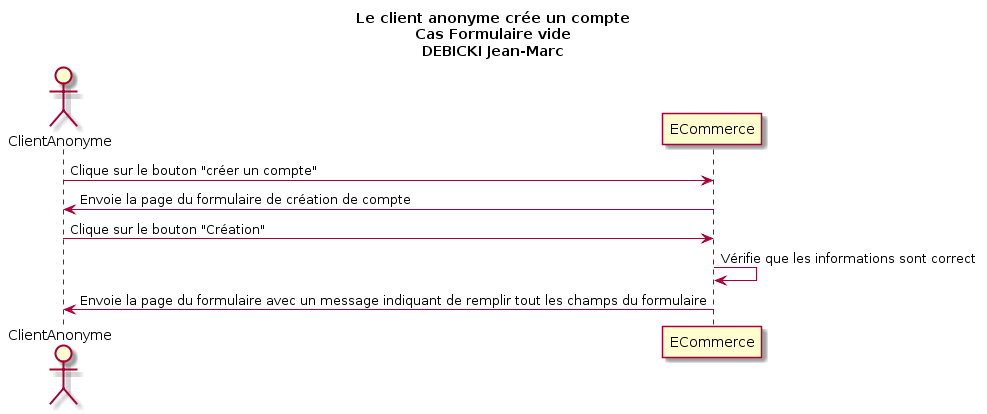 Le client anonyme crée un compte
Cas Formulaire vide
DEBICKI Jean-Marc
ClientAnonyme
ECommerce
Clique sur le bouton "créer un compte"
Envoie la page du formulaire de création de compte
Clique sur le bouton "Création"
Vérifie que les informations sont correct
Envoie la page du formulaire avec un message indiquant de remplir tout les champs du formulaire
ClientAnonyme
ECommerce